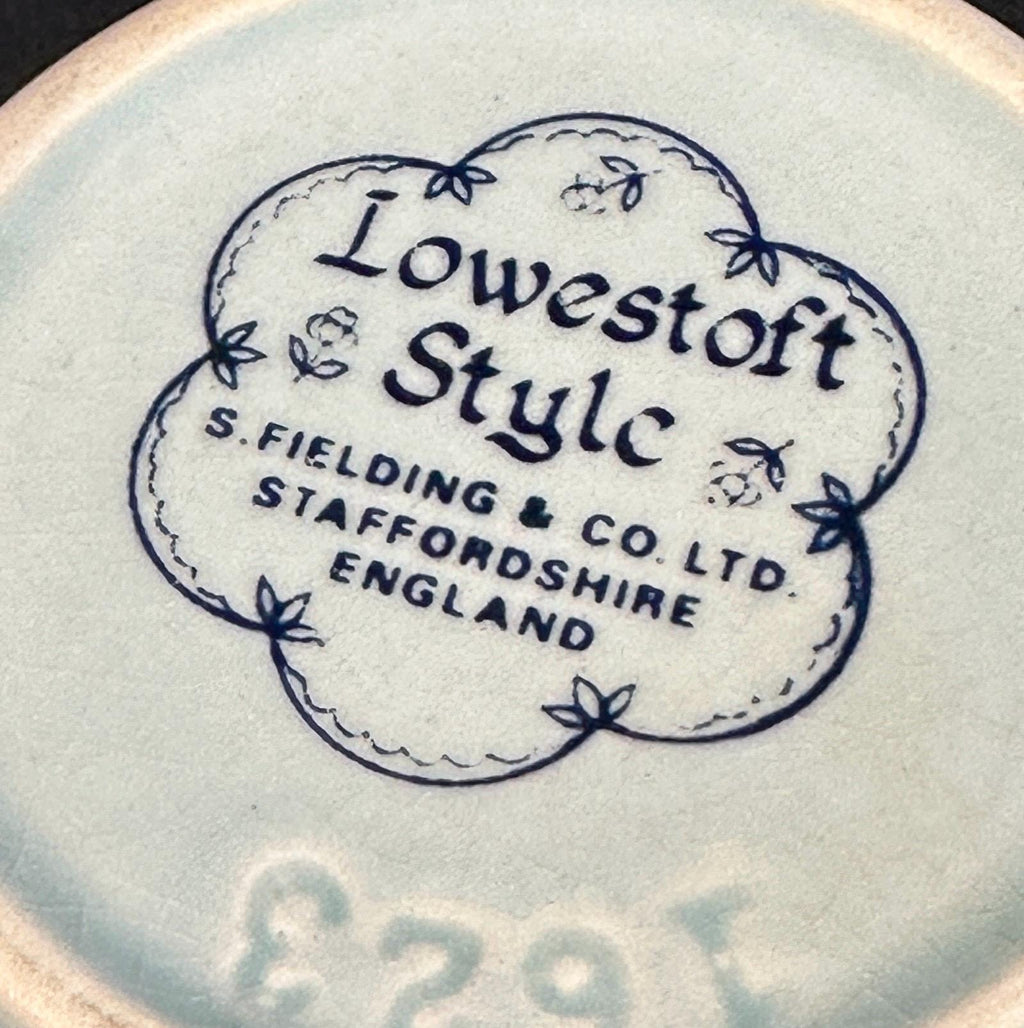 Lowestoft
Style
S. FIELDING & CO. LTD.
STAFFORDSHIRE
ENGLAND